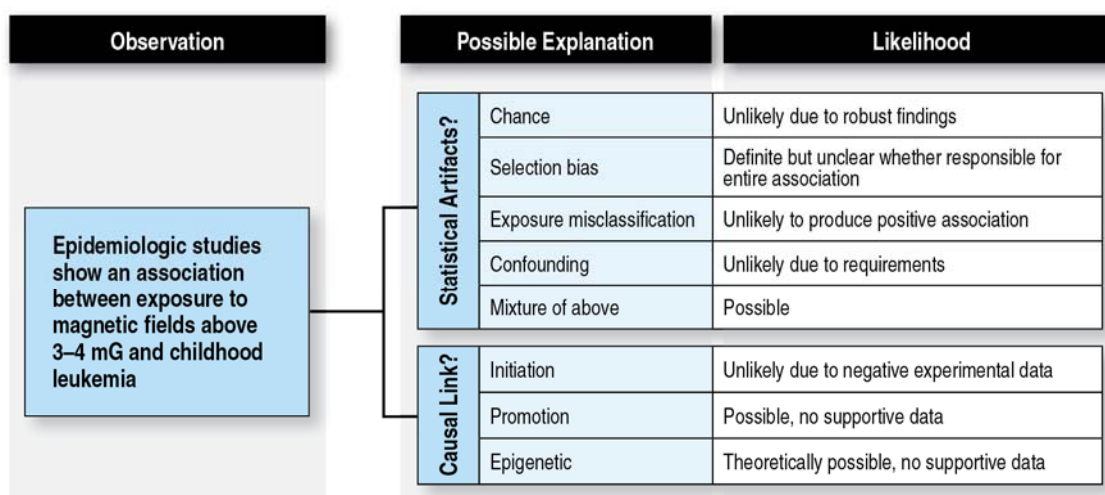 Observation
Possible Explanation
Likelihood
Epidemiologic studies
show an association
between exposure to
magnetic fields above
3–4 mG and childhood
leukemia
Statistical Artifacts?
Chance
Unlikely due to robust findings
Selection bias
Definite but unclear whether responsible for
entire association
Exposure misclassification
Unlikely to produce positive association
Confounding
Unlikely due to requirements
Mixture of above
Possible
Causal Link?
Initiation
Unlikely due to negative experimental data
Promotion
Possible, no supportive data
Epigenetic
Theoretically possible, no supportive data